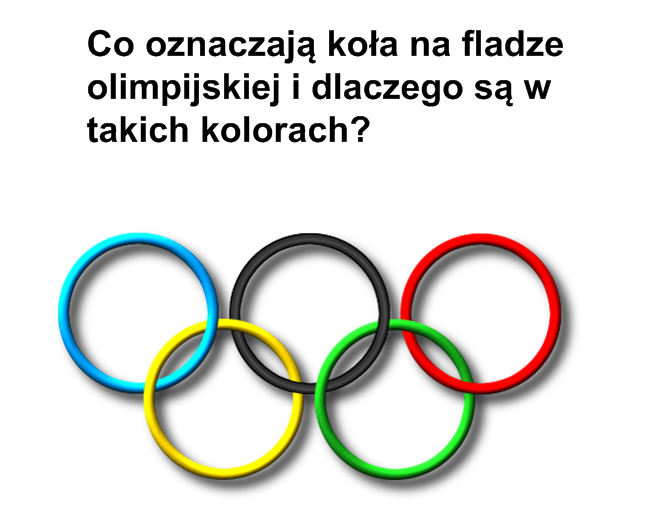 Co oznaczają koła na fladze
olimpijskiej i dlaczego są w
takich kolorach?